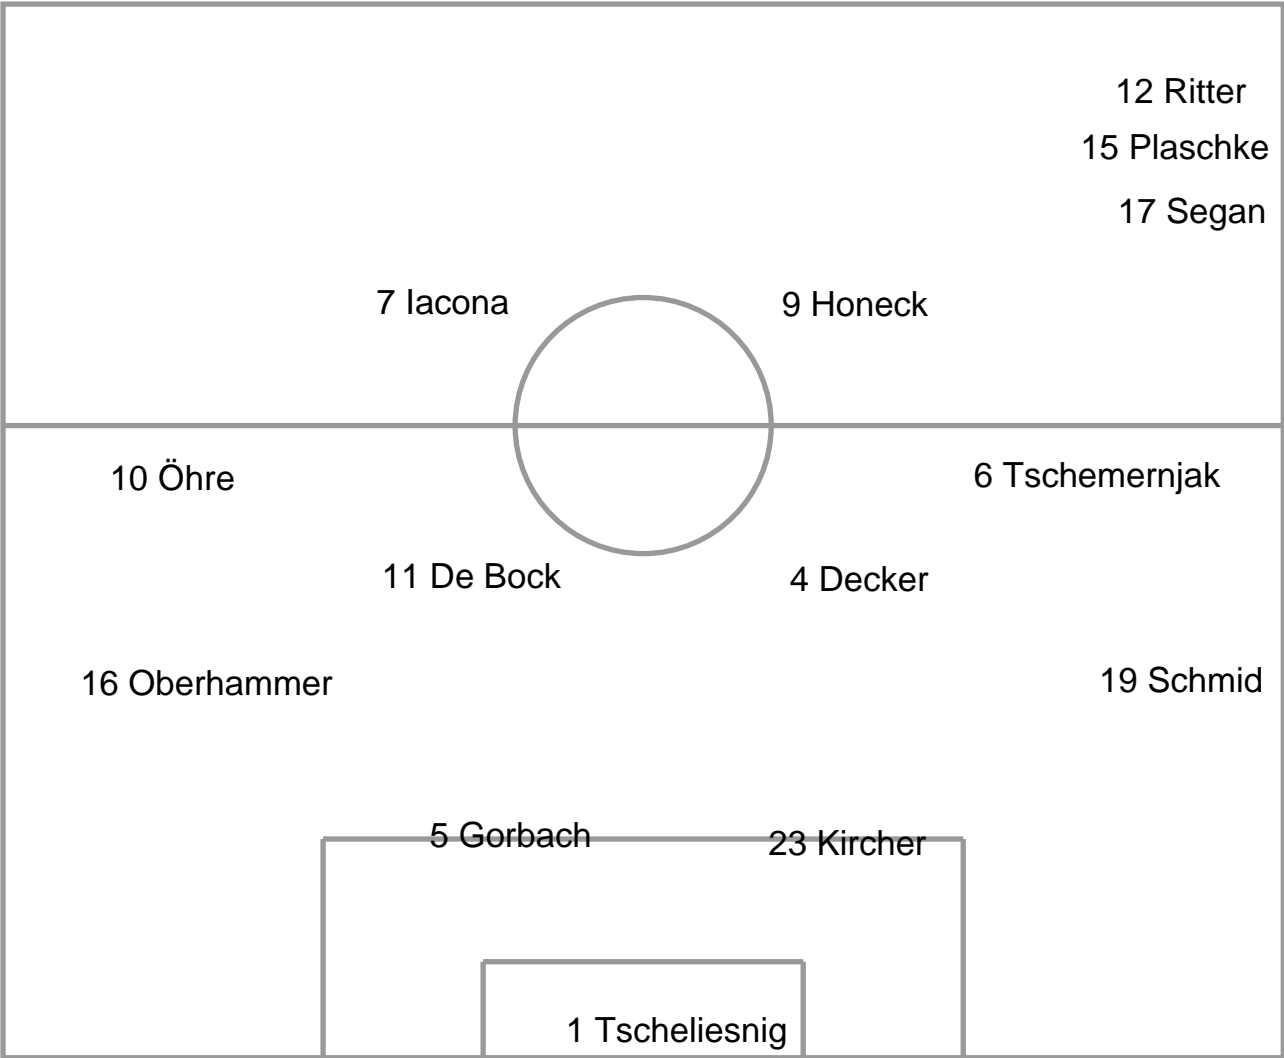 12 Ritter
15 Plaschke
17 Segan
7 Iacona
9 Honeck
10 Öhre
6 Tschemernjak
11 De Bock
4 Decker
16 Oberhammer
19 Schmid
5 Gorbach
23 Kircher
1 Tscheliesnig